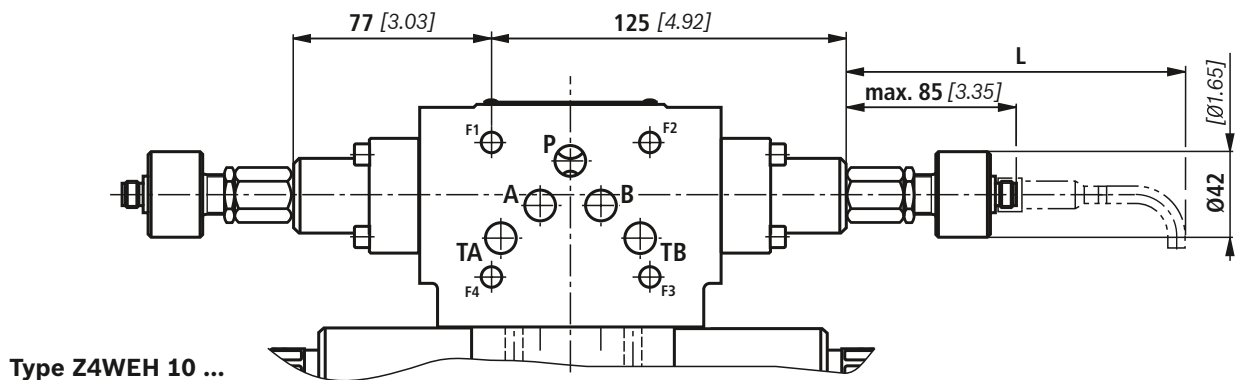 77 [3.03]
125 [4.92]
L
max. 85 [3.35]
[Ø1.65]
Ø42
F1
F2
P
A
B
TA
TB
F4
F3
Type Z4WEH 10 ...